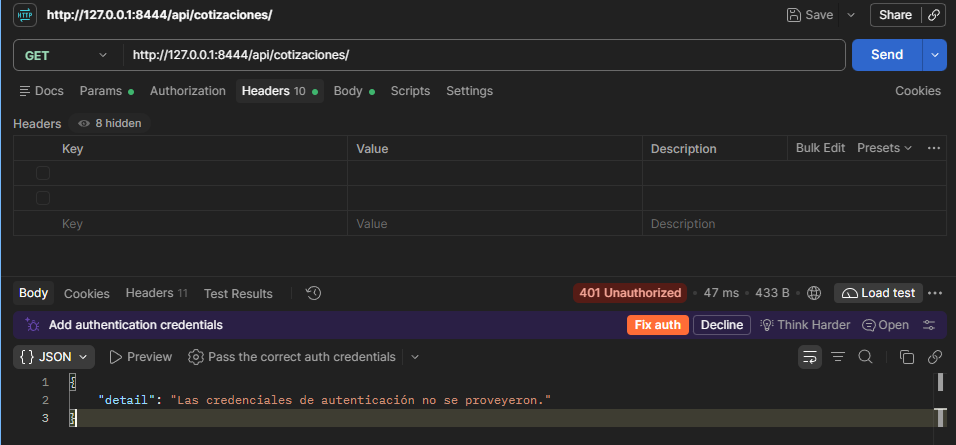 HTTP http://127.0.0.1:8444/api/cotizaciones/ Save Share
GET http://127.0.0.1:8444/api/cotizaciones/ Send
Docs Params Authorization Headers 10 Body Scripts Settings Cookies
Headers 8 hidden
Key Value Description Bulk Edit Presets
Key Value Description
Body Cookies Headers 11 Test Results 401 Unauthorized • 47 ms • 433 B Load test
Add authentication credentials Fix auth Decline Think Harder Open
{} JSON Preview Pass the correct auth credentials
1 {
2 "detail": "Las credenciales de autenticación no se proveyeron."
3 }